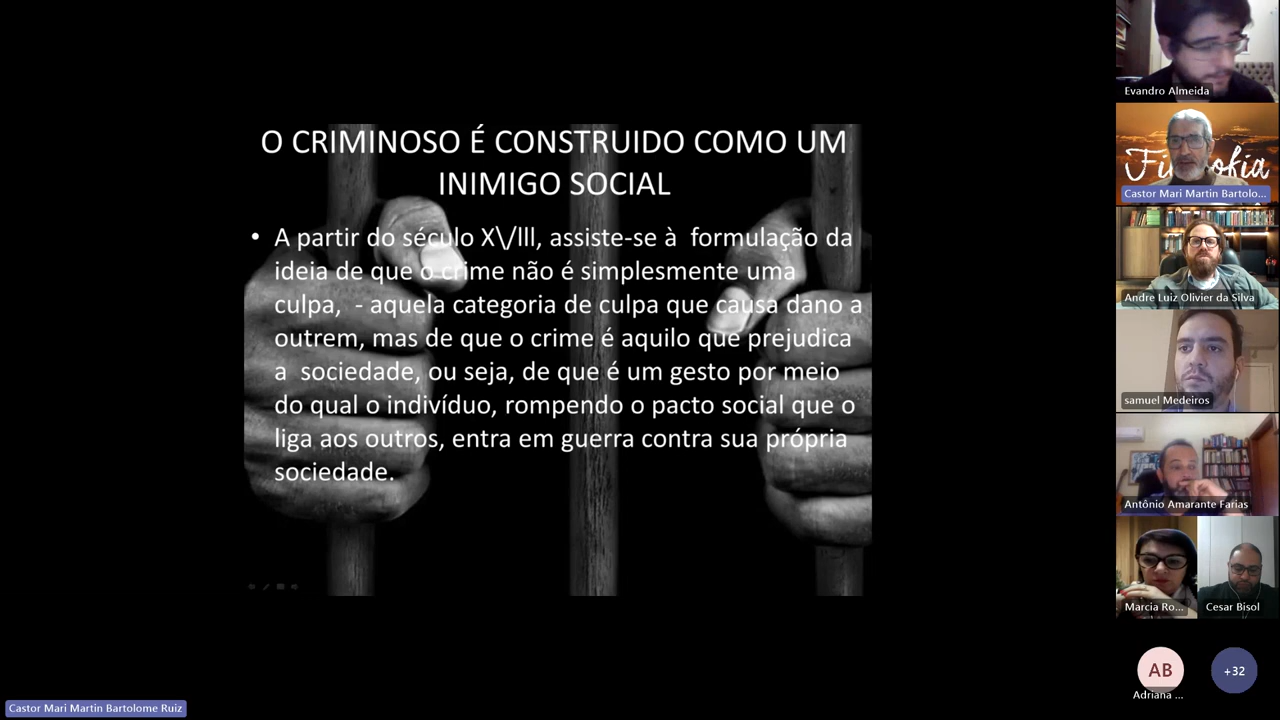 O CRIMINOSO É CONSTRUIDO COMO UM
INIMIGO SOCIAL
• A partir do século X\/lll, assiste-se à formulação da
ideia de que o crime não é simplesmente uma
culpa, - aquela categoria de culpa que causa dano a
outrem, mas de que o crime é aquilo que prejudica
a sociedade, ou seja, de que é um gesto por meio
do qual o indivíduo, rompendo o pacto social que o
liga aos outros, entra em guerra contra sua própria
sociedade.
Evandro Almeida
Filosofia
Castor Mari Martin Bartolo...
Andre Luiz Olivier da Silva
samuel Medeiros
Antônio Amarante Farias
Marcia Ro...
Cesar Bisol
AB
Adriana ...
+32
Castor Mari Martin Bartolome Ruiz